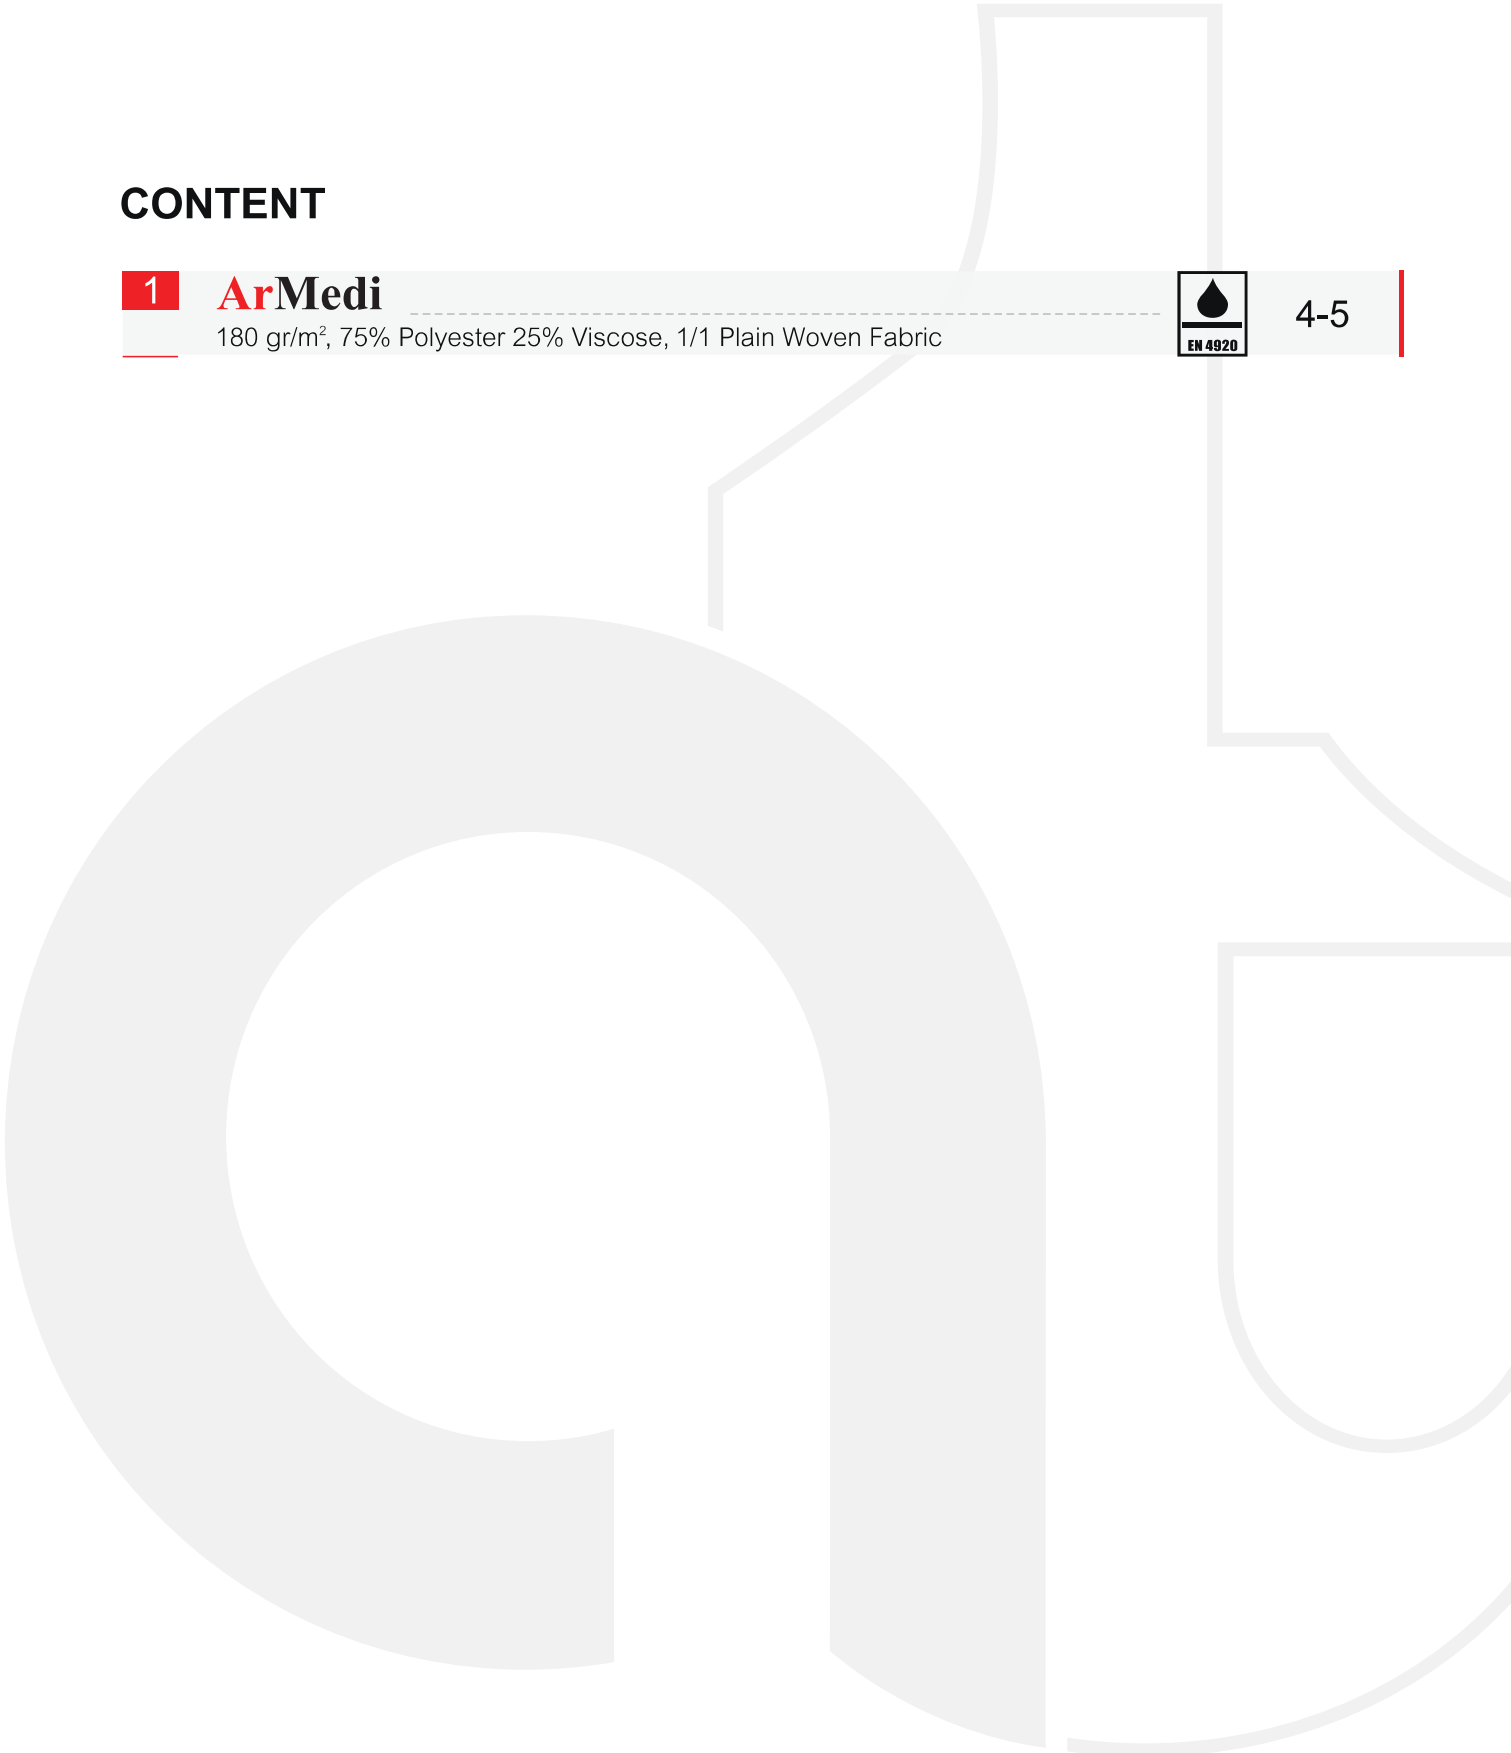 CONTENT
1
ArMedi
180 gr/m², 75% Polyester 25% Viscose, 1/1 Plain Woven Fabric
EN 4920
4-5